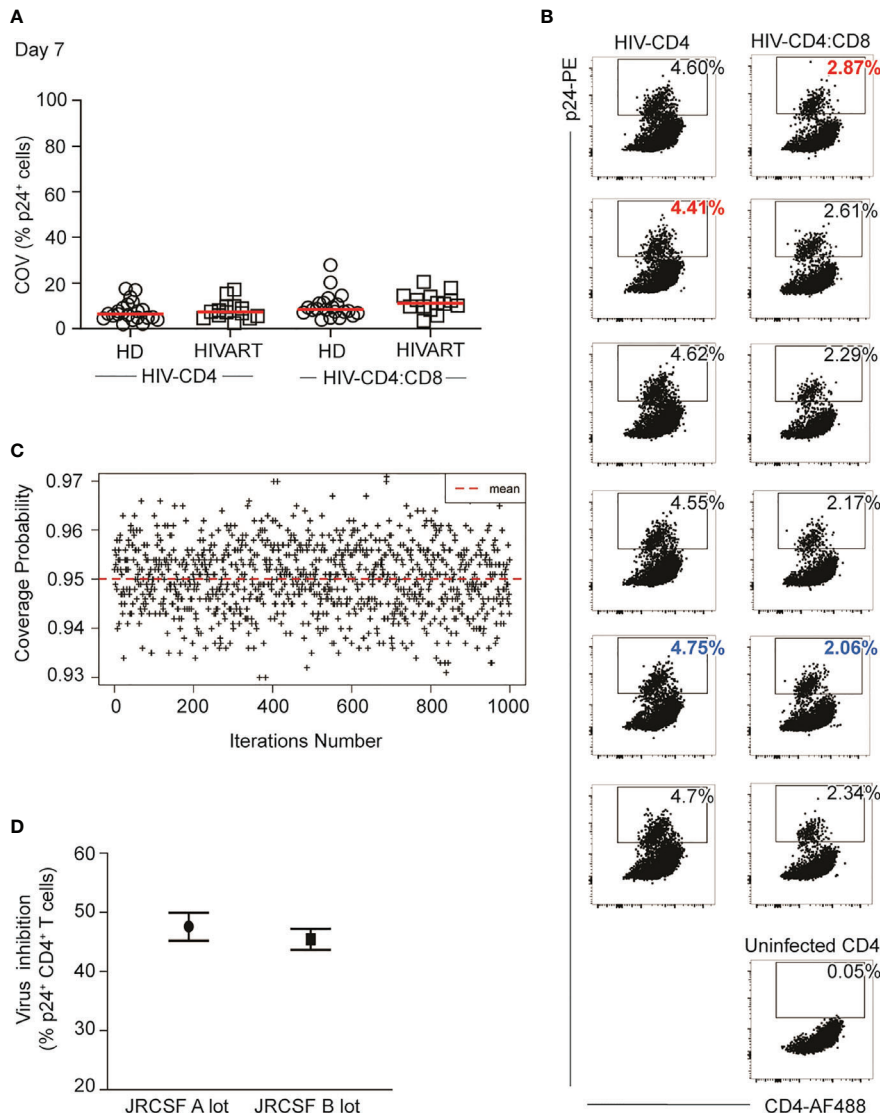 A
Day 7
COV (% p24⁺ cells)
100
80
60
40
20
0
HD HIVART HD HIVART
HIV-CD4 HIV-CD4:CD8
B
HIV-CD4 HIV-CD4:CD8
p24-PE
4.60% 2.87%
4.41% 2.61%
4.62% 2.29%
4.55% 2.17%
4.75% 2.06%
4.7% 2.34%
Uninfected CD4
0.05%
CD4-AF488
C
Coverage Probability
0.97
0.96
0.95
0.94
0.93
mean
0 200 400 600 800 1000
Iterations Number
D
Virus inhibition
(% p24⁺ CD4⁺ T cells)
60
50
40
30
20
JRCSF A lot JRCSF B lot